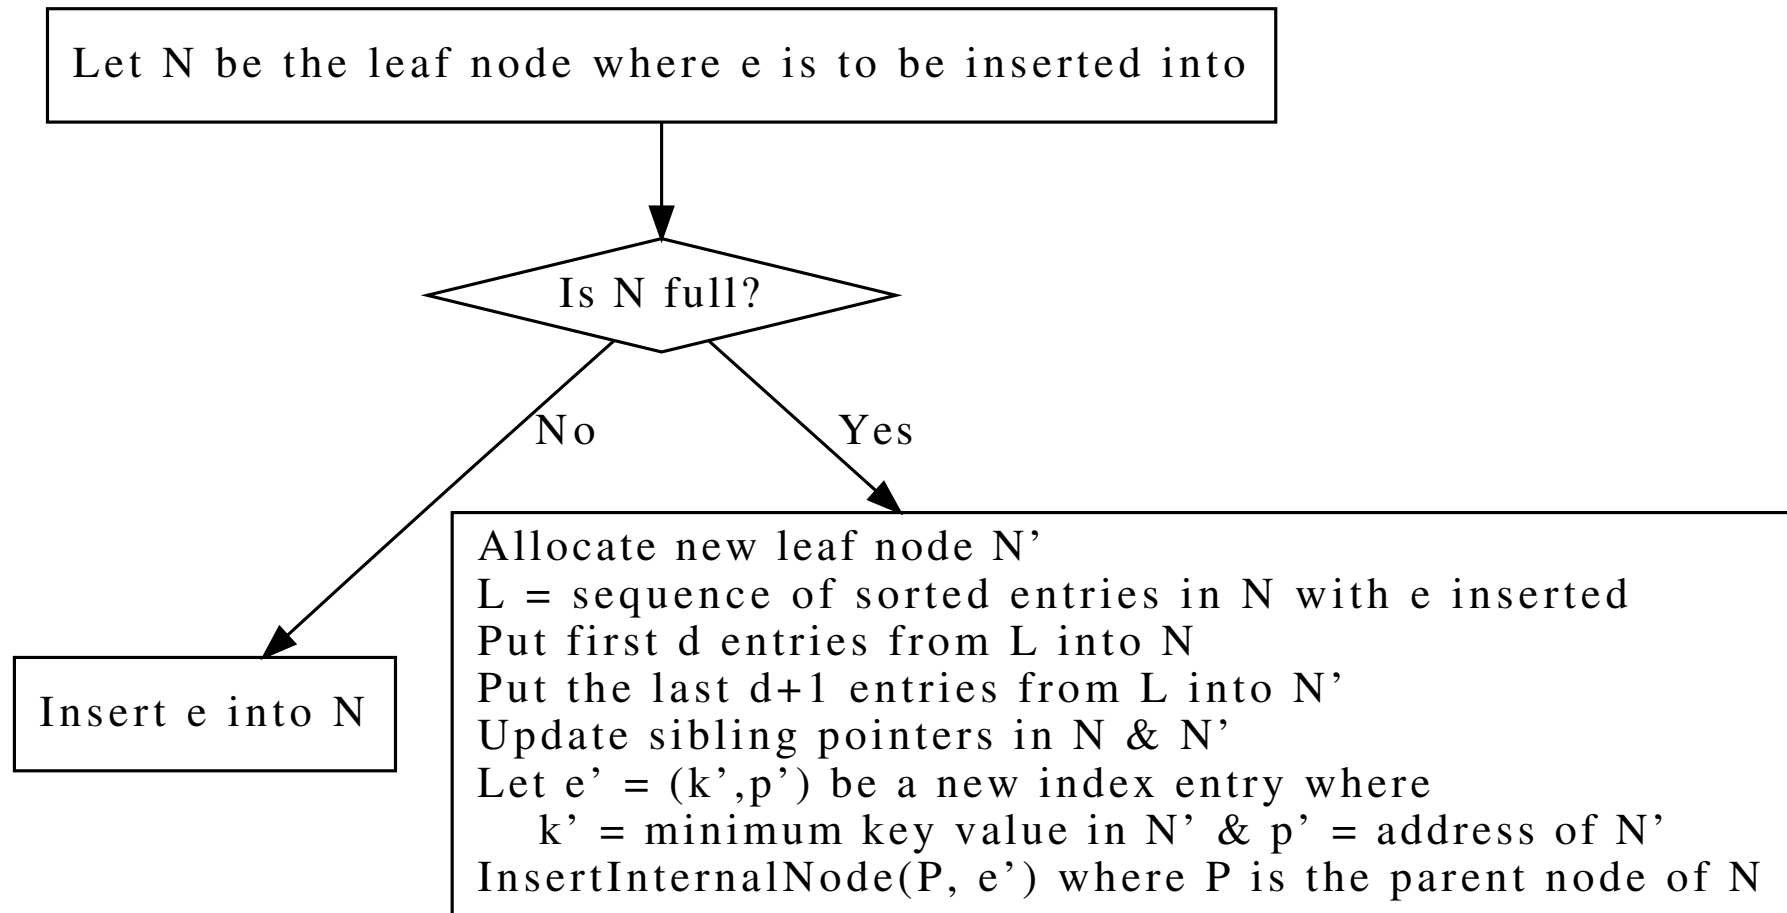 Let N be the leaf node where e is to be inserted into
Is N full?
No
Yes
Allocate new leaf node N’
L = sequence of sorted entries in N with e inserted
Put first d entries from L into N
Put the last d+1 entries from L into N’
Update sibling pointers in N & N’
Let e’ = (k’,p’) be a new index entry where
k’ = minimum key value in N’ & p’ = address of N’
InsertInternalNode(P, e’) where P is the parent node of N
Insert e into N